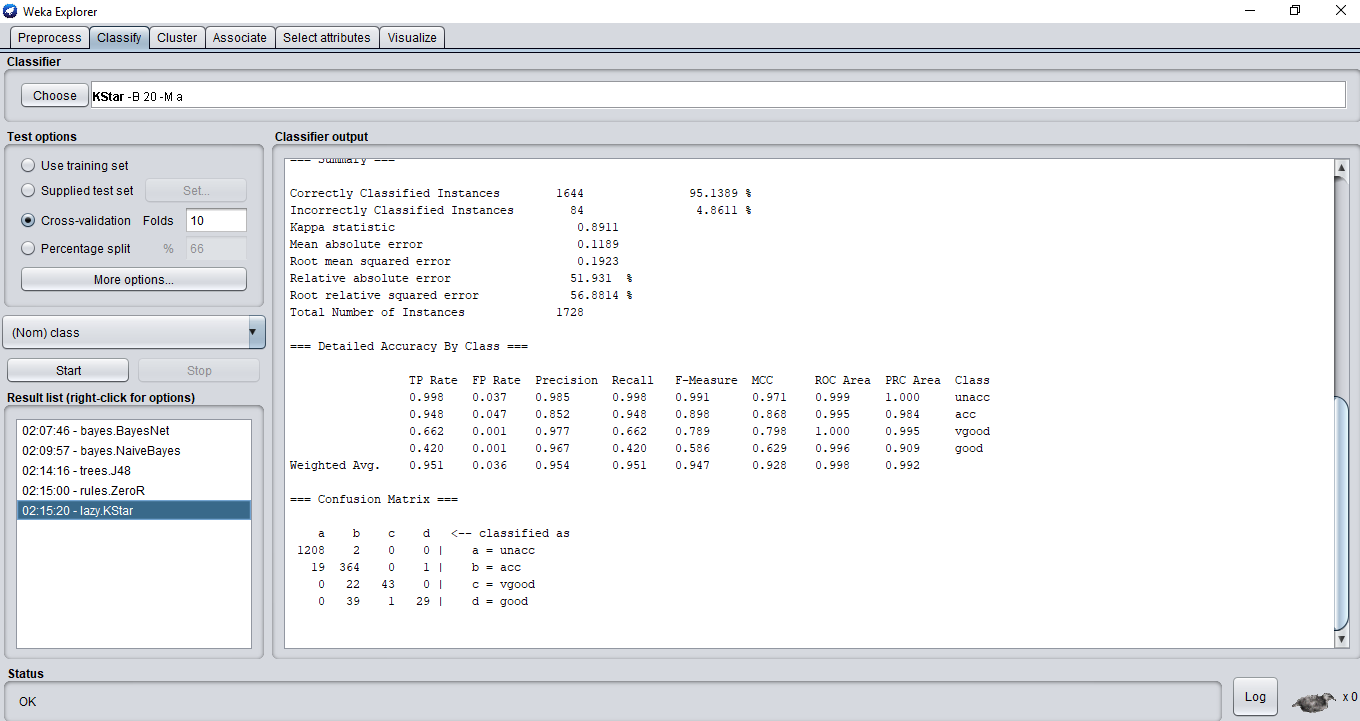 Weka Explorer
Preprocess Classify Cluster Associate Select attributes Visualize
Classifier
Choose KStar -B 20 -M a
Test options
Use training set
Supplied test set Set...
Cross-validation Folds 10
Percentage split % 66
More options...
(Nom) class
Start Stop
Result list (right-click for options)
02:07:46 - bayes.BayesNet
02:09:57 - bayes.NaiveBayes
02:14:16 - trees.J48
02:15:00 - rules.ZeroR
02:15:20 - lazy.KStar
Classifier output
=== Summary ===
Correctly Classified Instances 1644 95.1389 %
Incorrectly Classified Instances 84 4.8611 %
Kappa statistic 0.8911
Mean absolute error 0.1189
Root mean squared error 0.1923
Relative absolute error 51.931 %
Root relative squared error 56.8814 %
Total Number of Instances 1728
=== Detailed Accuracy By Class ===
TP Rate FP Rate Precision Recall F-Measure MCC ROC Area PRC Area Class
0.998 0.037 0.985 0.998 0.991 0.971 0.999 1.000 unacc
0.948 0.047 0.852 0.948 0.898 0.868 0.995 0.984 acc
0.662 0.001 0.977 0.662 0.789 0.798 1.000 0.995 vgood
0.420 0.001 0.967 0.420 0.586 0.629 0.996 0.909 good
Weighted Avg. 0.951 0.036 0.954 0.951 0.947 0.928 0.998 0.992
=== Confusion Matrix ===
a b c d <-- classified as
1208 2 0 0 | a = unacc
19 364 0 1 | b = acc
0 22 43 0 | c = vgood
0 39 1 29 | d = good
Status
OK
Log x 0